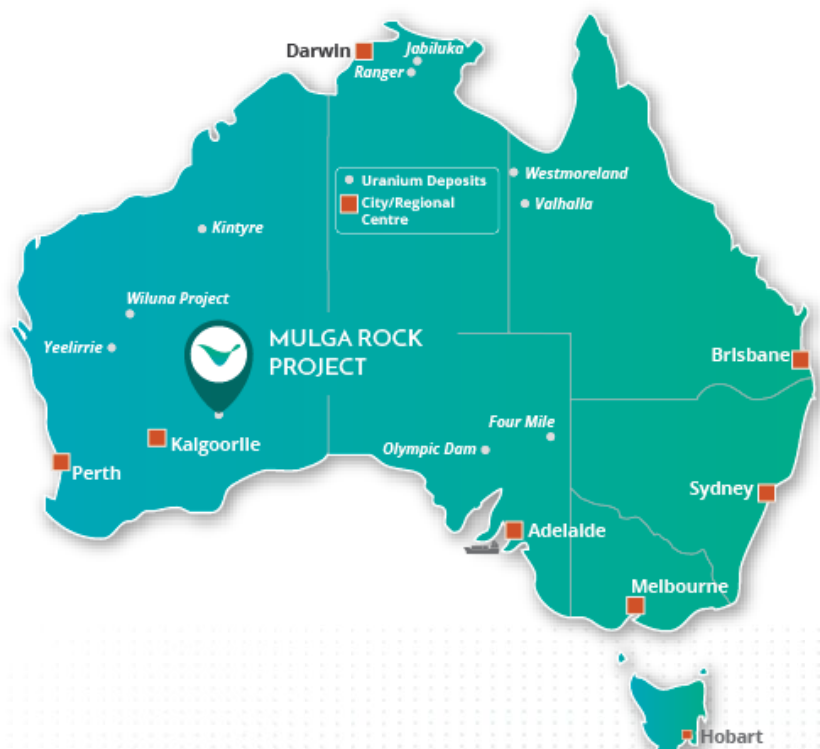 Darwin
Jabiluka
Ranger
Uranium Deposits
City/Regional
Centre
Westmoreland
Valhalla
Kintyre
Wiluna Project
Yeelirrie
MULGA ROCK
PROJECT
Brisbane
Kalgoorlie
Perth
Four Mile
Olympic Dam
Sydney
Adelaide
Melbourne
Hobart